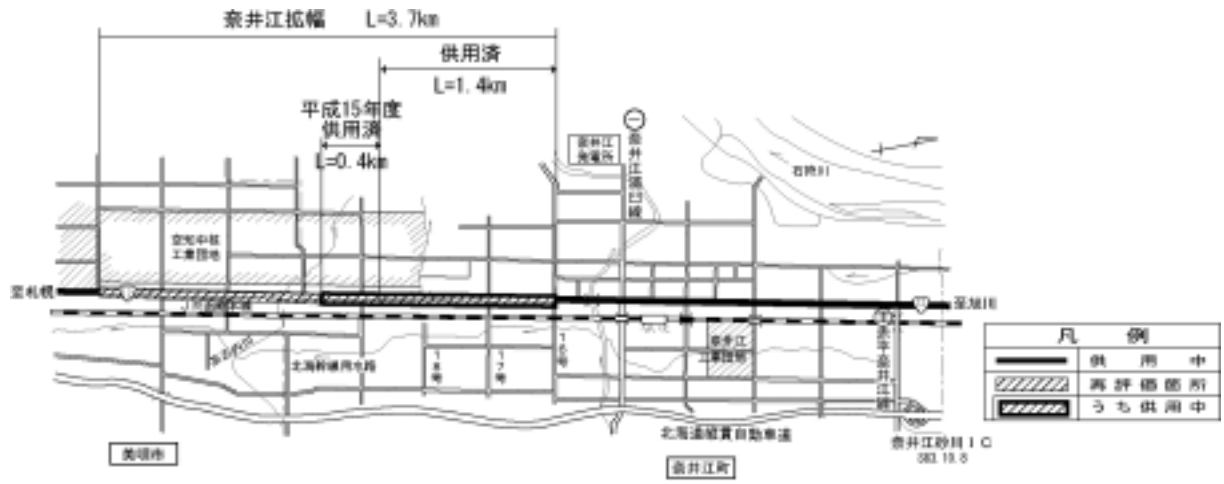 奈井江拡幅 L=3.7km
供用済
L=1.4km
平成15年度
供用済
L=0.4km
奈井江
発電所
奈井江浦臼線
石狩川
空知中核
工業団地
至札幌
至旭川
北海幹線用水路
18号
17号
16号
奈井江
工業団地
北海道縦貫自動車道
奈井江砂川IC
S63.10.8
美唄市
奈井江町
凡 例
供 用 中
再 評 価 箇 所
う ち 供 用 中